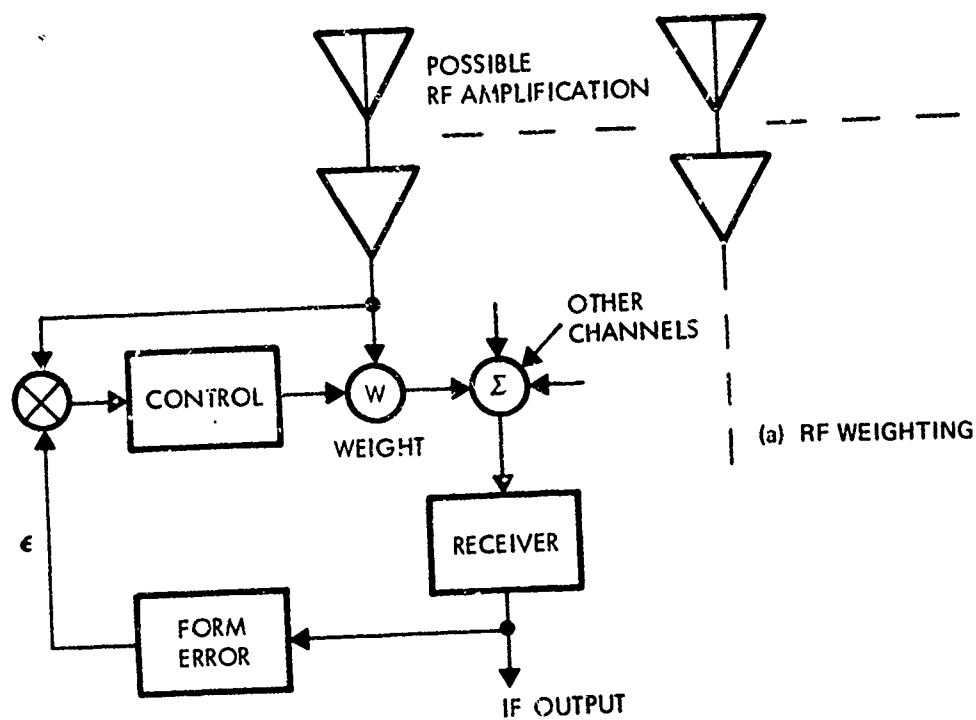 POSSIBLE
RF AMPLIFICATION
OTHER
CHANNELS
CONTROL
W
Σ
WEIGHT
(a) RF WEIGHTING
RECEIVER
ϵ
FORM
ERROR
IF OUTPUT